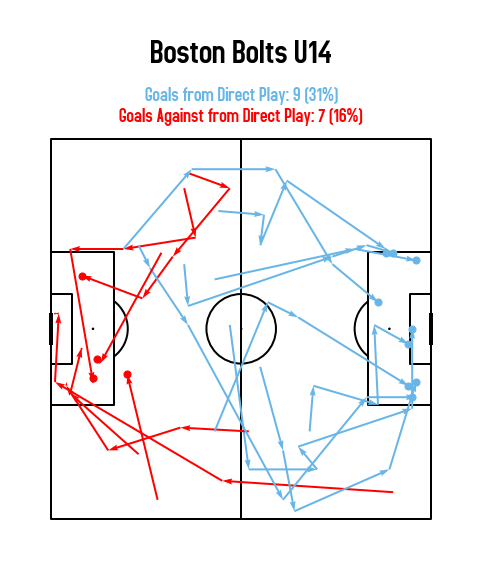 Boston Bolts U14
Goals from Direct Play: 9 (31%)
Goals Against from Direct Play: 7 (16%)